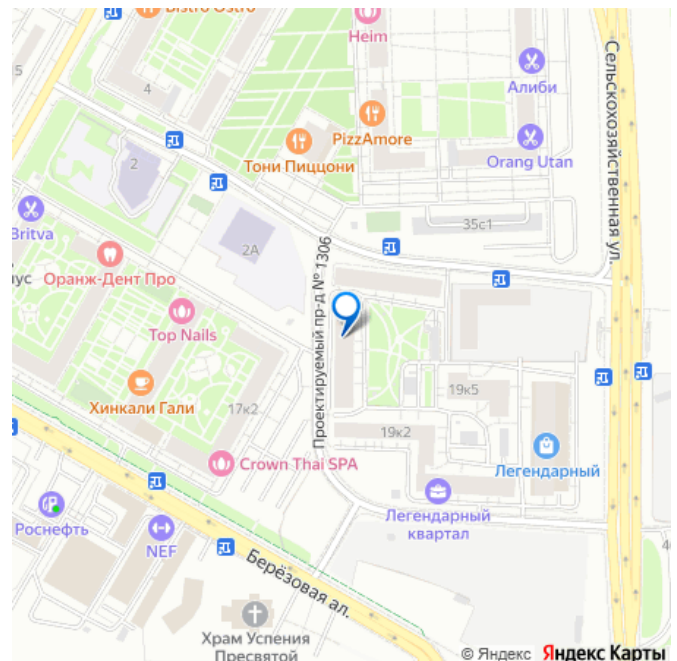 Bistro Ostro
Heim
4
5
Алиби
PizzAmore
Orang Utan
Тони Пиццони
Сельскохозяйственная ул.
2
Britva
2А
35с1
ус
Оранж-Дент Про
Проектируемый пр-д № 1306
Top Nails
Хинкали Гали
17к2
19к5
19к2
Crown Thai SPA
Легендарный
Роснефть
NEF
Легендарный
квартал
Берёзовая ал.
Храм Успения
Пресвятой
© Яндекс Яндекс Карты